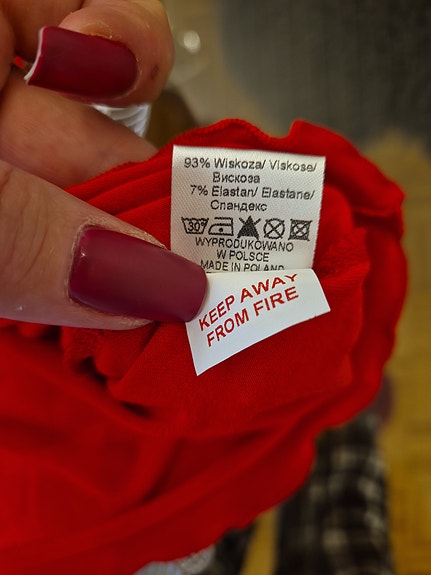 93% Wiskoza/ Viskose/
Вискоза
7% Elastan/ Elastane/
Спандекс
30°
WYPRODUKOWANO
W POLSCE
MADE IN POLAND
KEEP AWAY
FROM FIRE